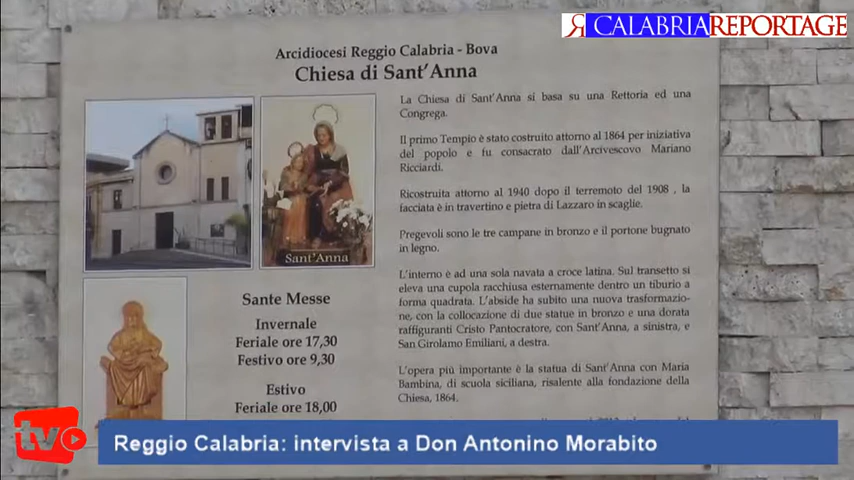 CALABRIAREPORTAGE
Arcidiocesi Reggio Calabria - Bova
Chiesa di Sant'Anna
Sant'Anna
Sante Messe
Invernale
Feriale ore 17,30
Festivo ore 9,30
Estivo
Feriale ore 18,00
La Chiesa di Sant'Anna si basa su una Rettoria ed una
Congrega.
Il primo Tempio è stato costruito attorno al 1864 per iniziativa
del popolo e fu consacrato dall'Arcivescovo Mariano
Ricciardi.
Ricostruita attorno al 1940 dopo il terremoto del 1908 , la
facciata è in travertino e pietra di Lazzaro in scaglie.
Pregevoli sono le tre campane in bronzo e il portone bugnato
in legno.
L'interno è ad una sola navata a croce latina. Sul transetto si
eleva una cupola racchiusa esternamente dentro un tiburio a
forma quadrata. L'abside ha subito una nuova trasformazio-
ne, con la collocazione di due statue in bronzo e una dorata
raffiguranti Cristo Pantocratore, con Sant'Anna, a sinistra, e
San Girolamo Emiliani, a destra.
L'opera più importante è la statua di Sant'Anna con Maria
Bambina, di scuola siciliana, risalente alla fondazione della
Chiesa, 1864.
tv
Reggio Calabria: intervista a Don Antonino Morabito